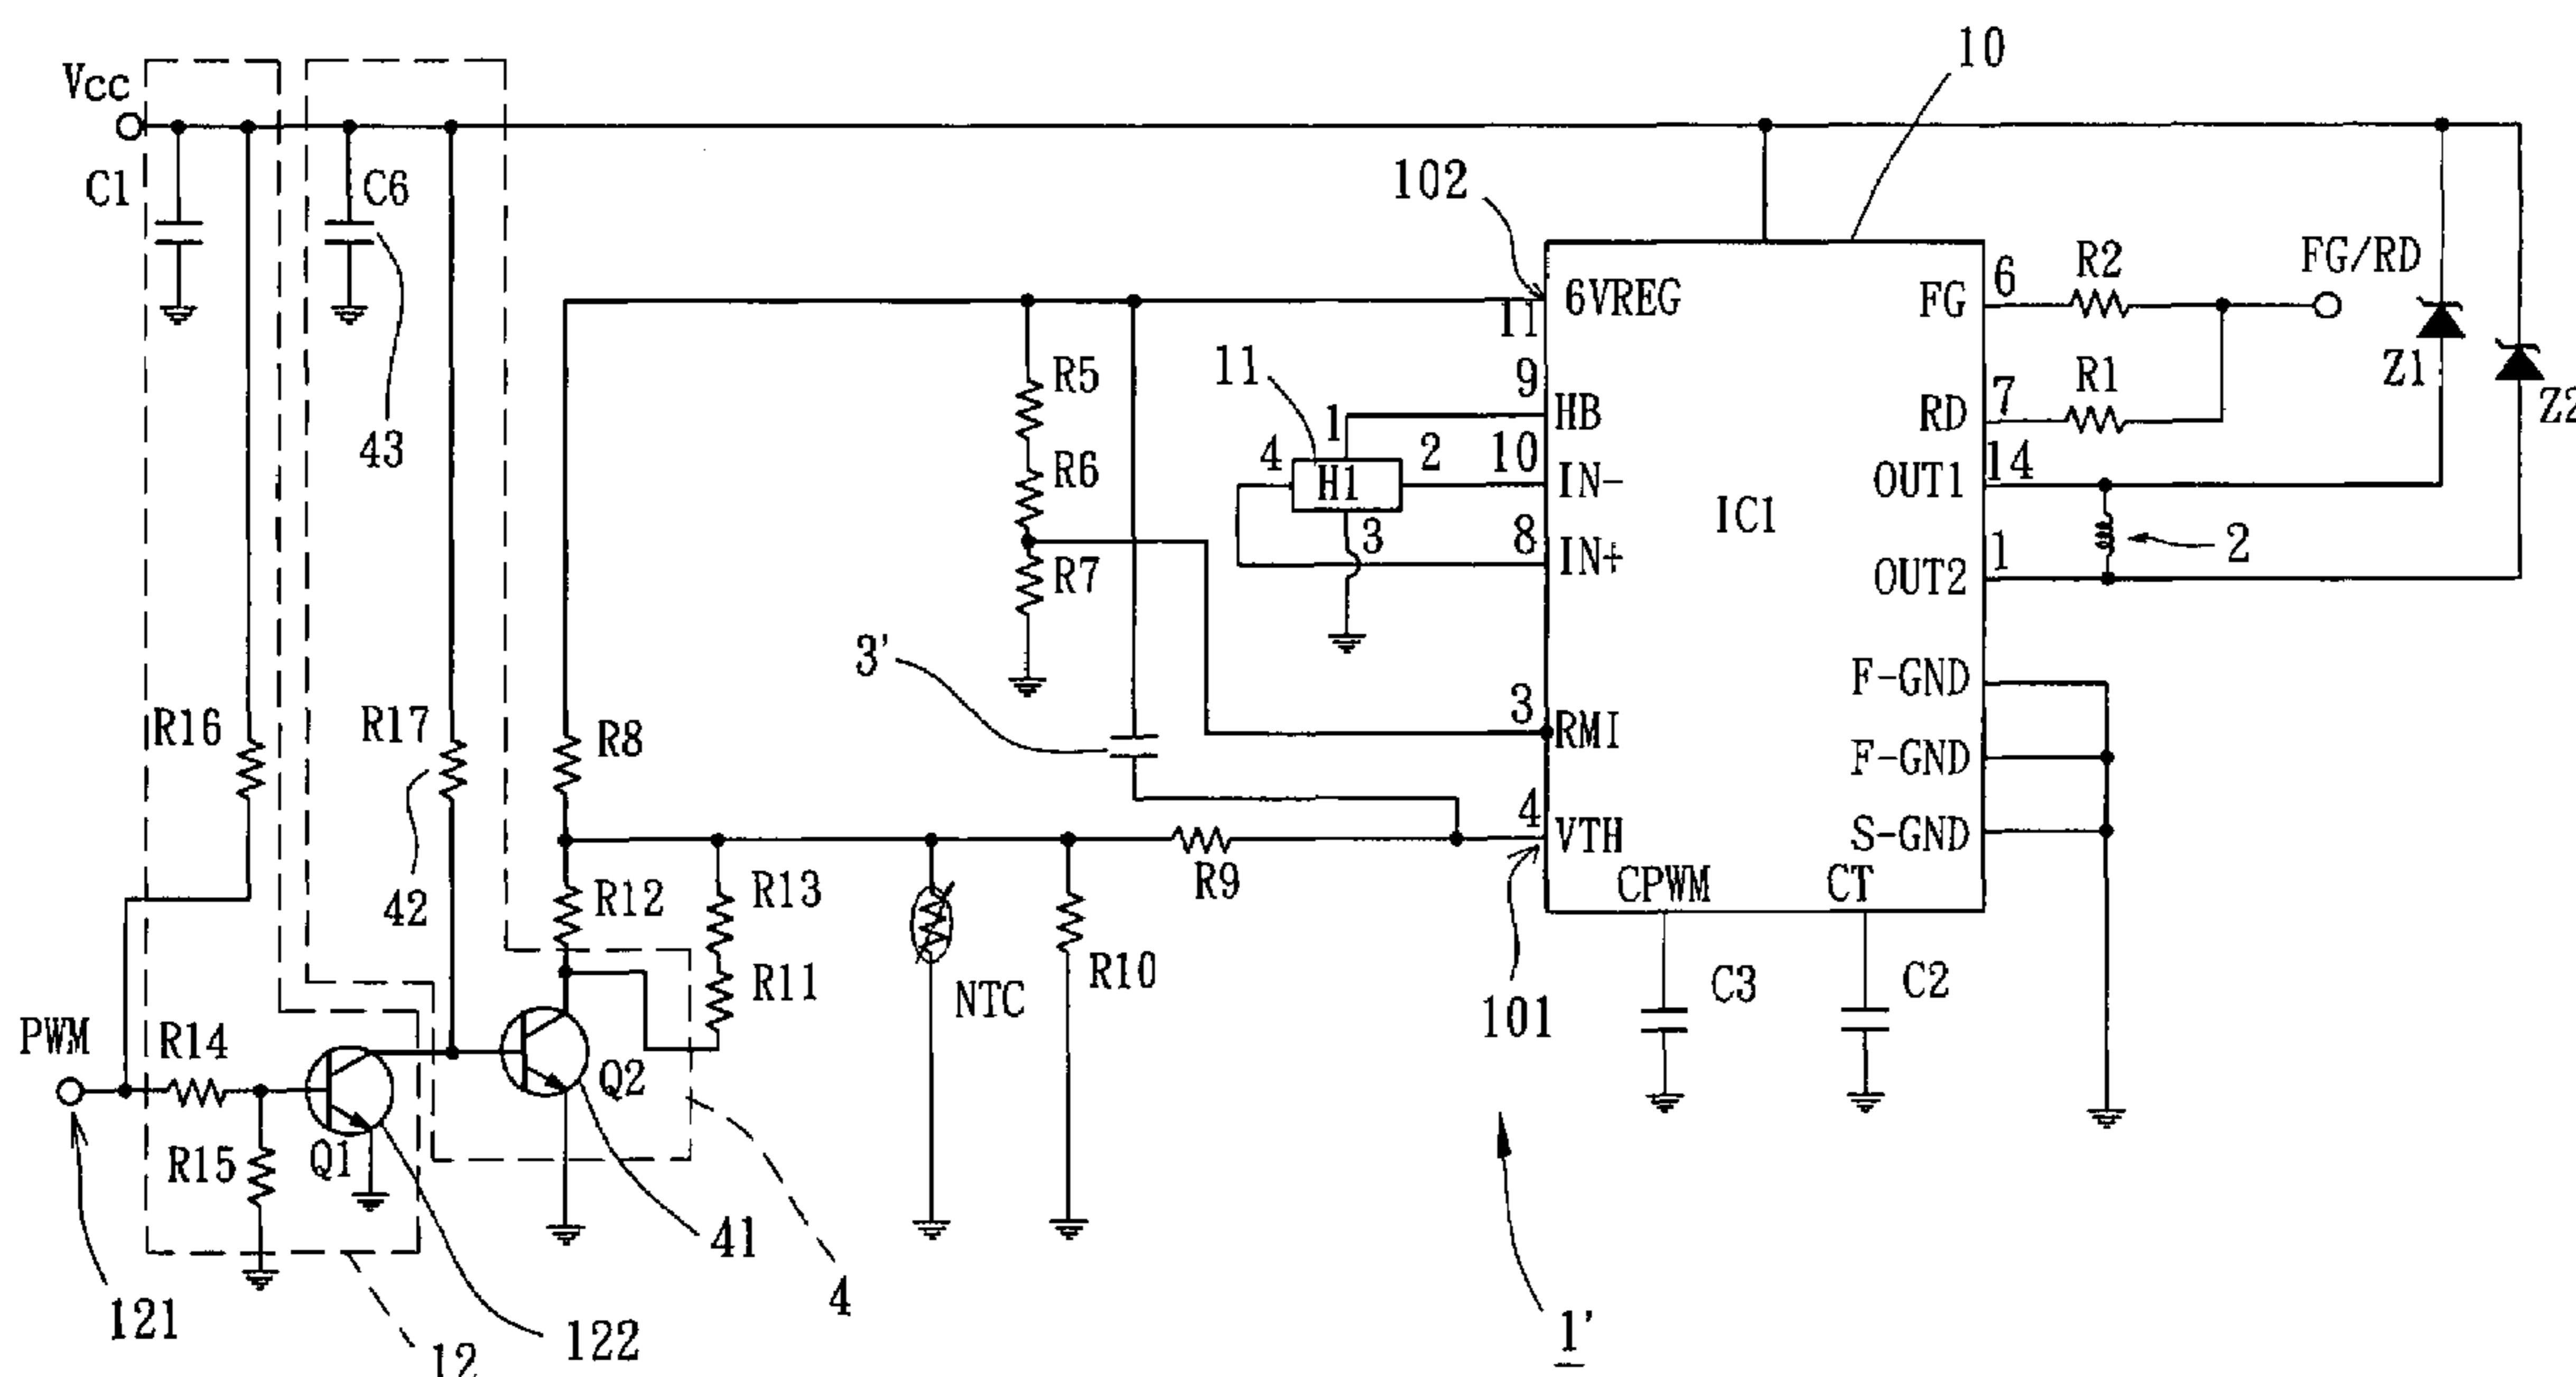 10
Vcc
C1
C6
102
43
6VREG
11
FG
6
R2
FG/RD
Z1
Z2
R5
11
9
HB
RD
7
R1
1
4
H1
2
10
IN-
OUT1
14
R6
3
8
IN+
IC1
2
R7
OUT2
1
3'
F-GND
R16
R17
R8
3
RMI
F-GND
4
VTH
S-GND
42
R12
R13
R9
CPWM
CT
R11
NTC
R10
101
C3
C2
PWM
R14
Q2
R15
Q1
41
4
121
122
12
1'